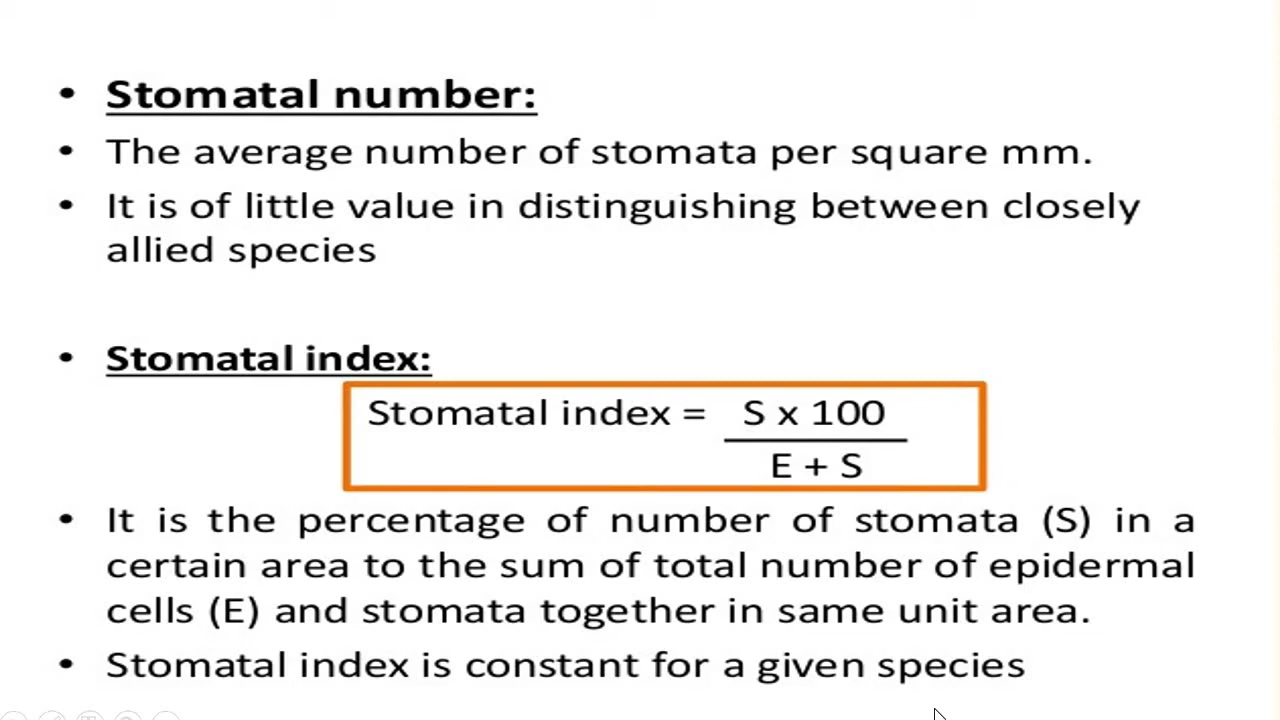 • Stomatal number:
• The average number of stomata per square mm.
• It is of little value in distinguishing between closely
allied species
• Stomatal index:
Stomatal index = S x 100
E + S
• It is the percentage of number of stomata (S) in a
certain area to the sum of total number of epidermal
cells (E) and stomata together in same unit area.
• Stomatal index is constant for a given species